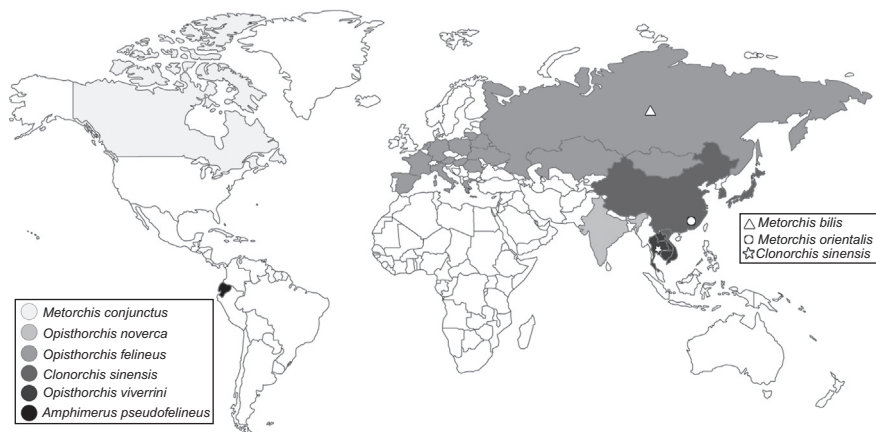 Metorchis bilis
Metorchis orientalis
Clonorchis sinensis
Metorchis conjunctus
Opisthorchis noverca
Opisthorchis felineus
Clonorchis sinensis
Opisthorchis viverrini
Amphimerus pseudofelineus